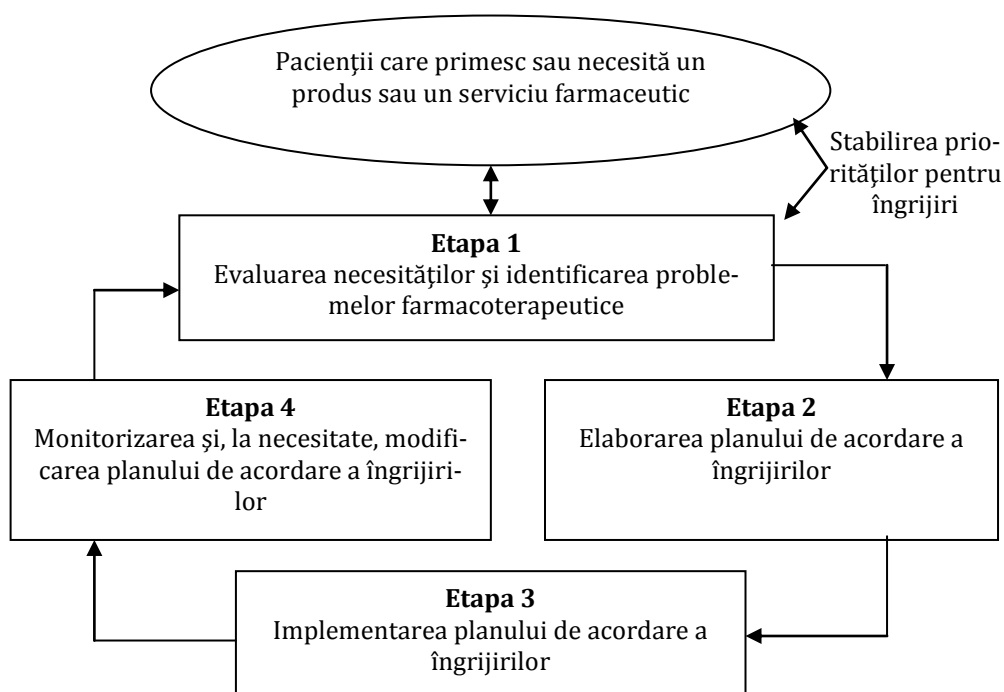 Pacienţii care primesc sau necesită un
produs sau un serviciu farmaceutic
Stabilirea prio-
rităţilor pentru
îngrijiri
Etapa 1
Evaluarea necesităţilor şi identificarea proble-
melor farmacoterapeutice
Etapa 4
Monitorizarea şi, la necesitate, modifi-
carea planului de acordare a îngrijiri-
lor
Etapa 2
Elaborarea planului de acordare a
îngrijirilor
Etapa 3
Implementarea planului de acordare a
îngrijirilor